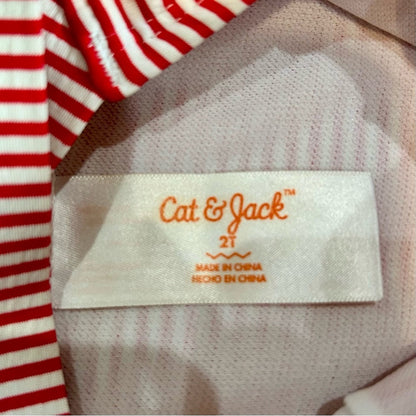 Cat & Jack™
2T
MADE IN CHINA
HECHO EN CHINA